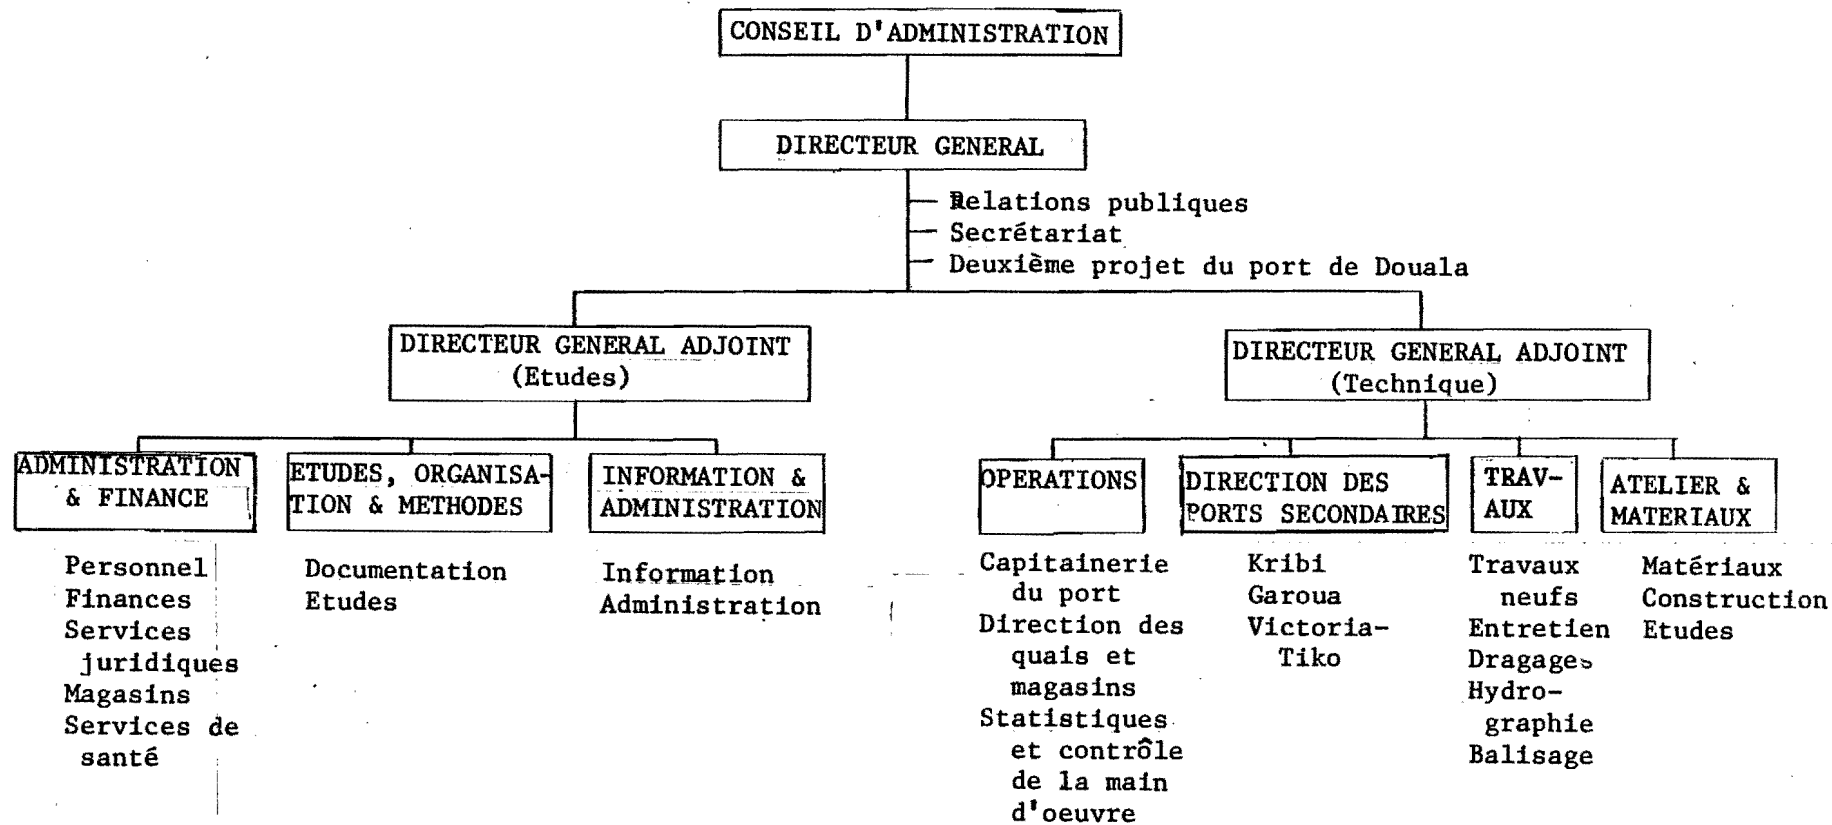 CONSEIL D'ADMINISTRATION
DIRECTEUR GENERAL
Relations publiques
Secrétariat
Deuxième projet du port de Douala
DIRECTEUR GENERAL ADJOINT
(Etudes)
DIRECTEUR GENERAL ADJOINT
(Technique)
ADMINISTRATION
& FINANCE
Personnel
Finances
Services
juridiques
Magasins
Services de
santé
ETUDES, ORGANISA-
TION & METHODES
Documentation
Etudes
INFORMATION &
ADMINISTRATION
Information
Administration
OPERATIONS
Capitainerie
du port
Direction des
quais et
magasins
Statistiques
et contrôle
de la main
d'oeuvre
DIRECTION DES
PORTS SECONDAIRES
Kribi
Garoua
Victoria-
Tiko
TRAV-
AUX
Travaux
neufs
Entretien
Dragages
Hydro-
graphie
Balisage
ATELIER &
MATERIAUX
Matériaux
Construction
Etudes